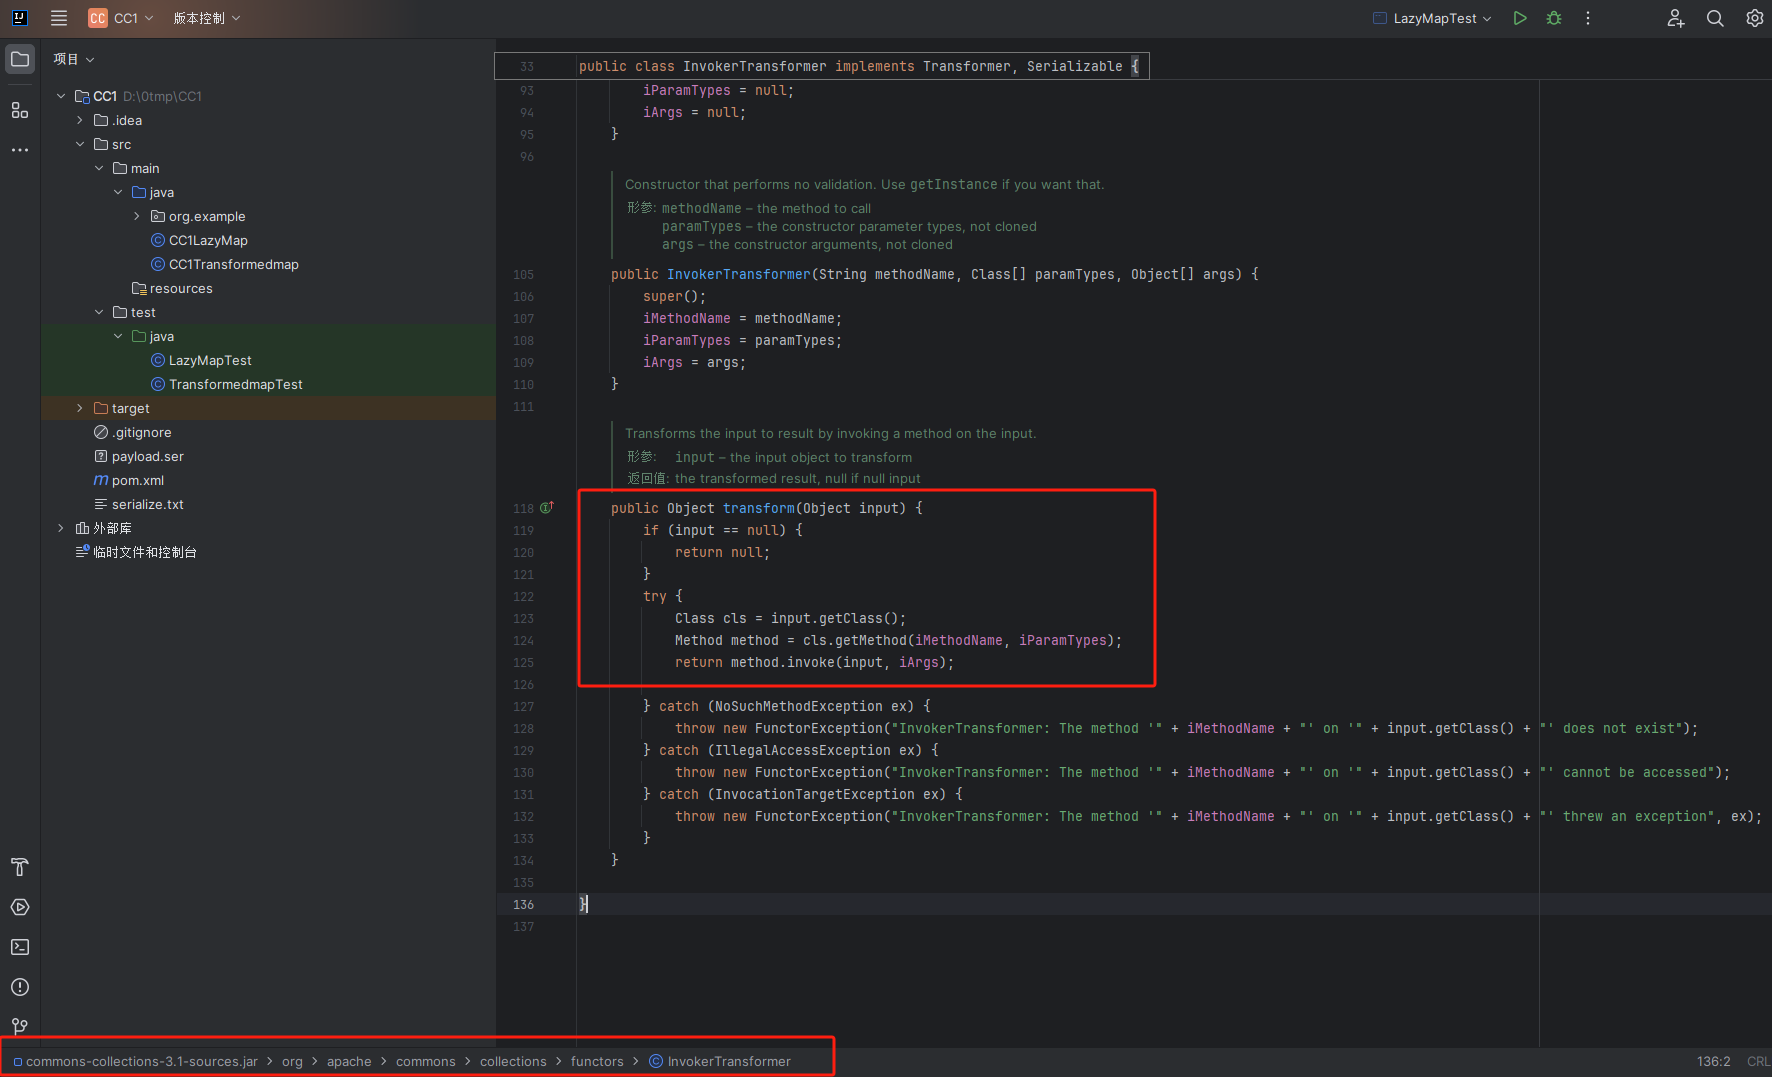 CC CC1 版本控制 LazyMapTest
项目
CC1 D:\0tmp\CC1
.idea
src
main
java
org.example
CC1LazyMap
CC1Transformedmap
resources
test
java
LazyMapTest
TransformedmapTest
target
.gitignore
payload.ser
pom.xml
serialize.txt
外部库
临时文件和控制台
33 public class InvokerTransformer implements Transformer, Serializable {
93 iParamTypes = null;
94 iArgs = null;
95 }
96
Constructor that performs no validation. Use getInstance if you want that.
形参: methodName – the method to call
paramTypes – the constructor parameter types, not cloned
args – the constructor arguments, not cloned
105 public InvokerTransformer(String methodName, Class[] paramTypes, Object[] args) {
106 super();
107 iMethodName = methodName;
108 iParamTypes = paramTypes;
109 iArgs = args;
110 }
111
Transforms the input to result by invoking a method on the input.
形参: input – the input object to transform
返回值: the transformed result, null if null input
118 public Object transform(Object input) {
119 if (input == null) {
120 return null;
121 }
122 try {
123 Class cls = input.getClass();
124 Method method = cls.getMethod(iMethodName, iParamTypes);
125 return method.invoke(input, iArgs);
126
127 } catch (NoSuchMethodException ex) {
128 throw new FunctorException("InvokerTransformer: The method '" + iMethodName + "' on '" + input.getClass() + "' does not exist");
129 } catch (IllegalAccessException ex) {
130 throw new FunctorException("InvokerTransformer: The method '" + iMethodName + "' on '" + input.getClass() + "' cannot be accessed");
131 } catch (InvocationTargetException ex) {
132 throw new FunctorException("InvokerTransformer: The method '" + iMethodName + "' on '" + input.getClass() + "' threw an exception", ex);
133 }
134 }
135
136 }
137
commons-collections-3.1-sources.jar > org > apache > commons > collections > functors > InvokerTransformer 136:2 CRL